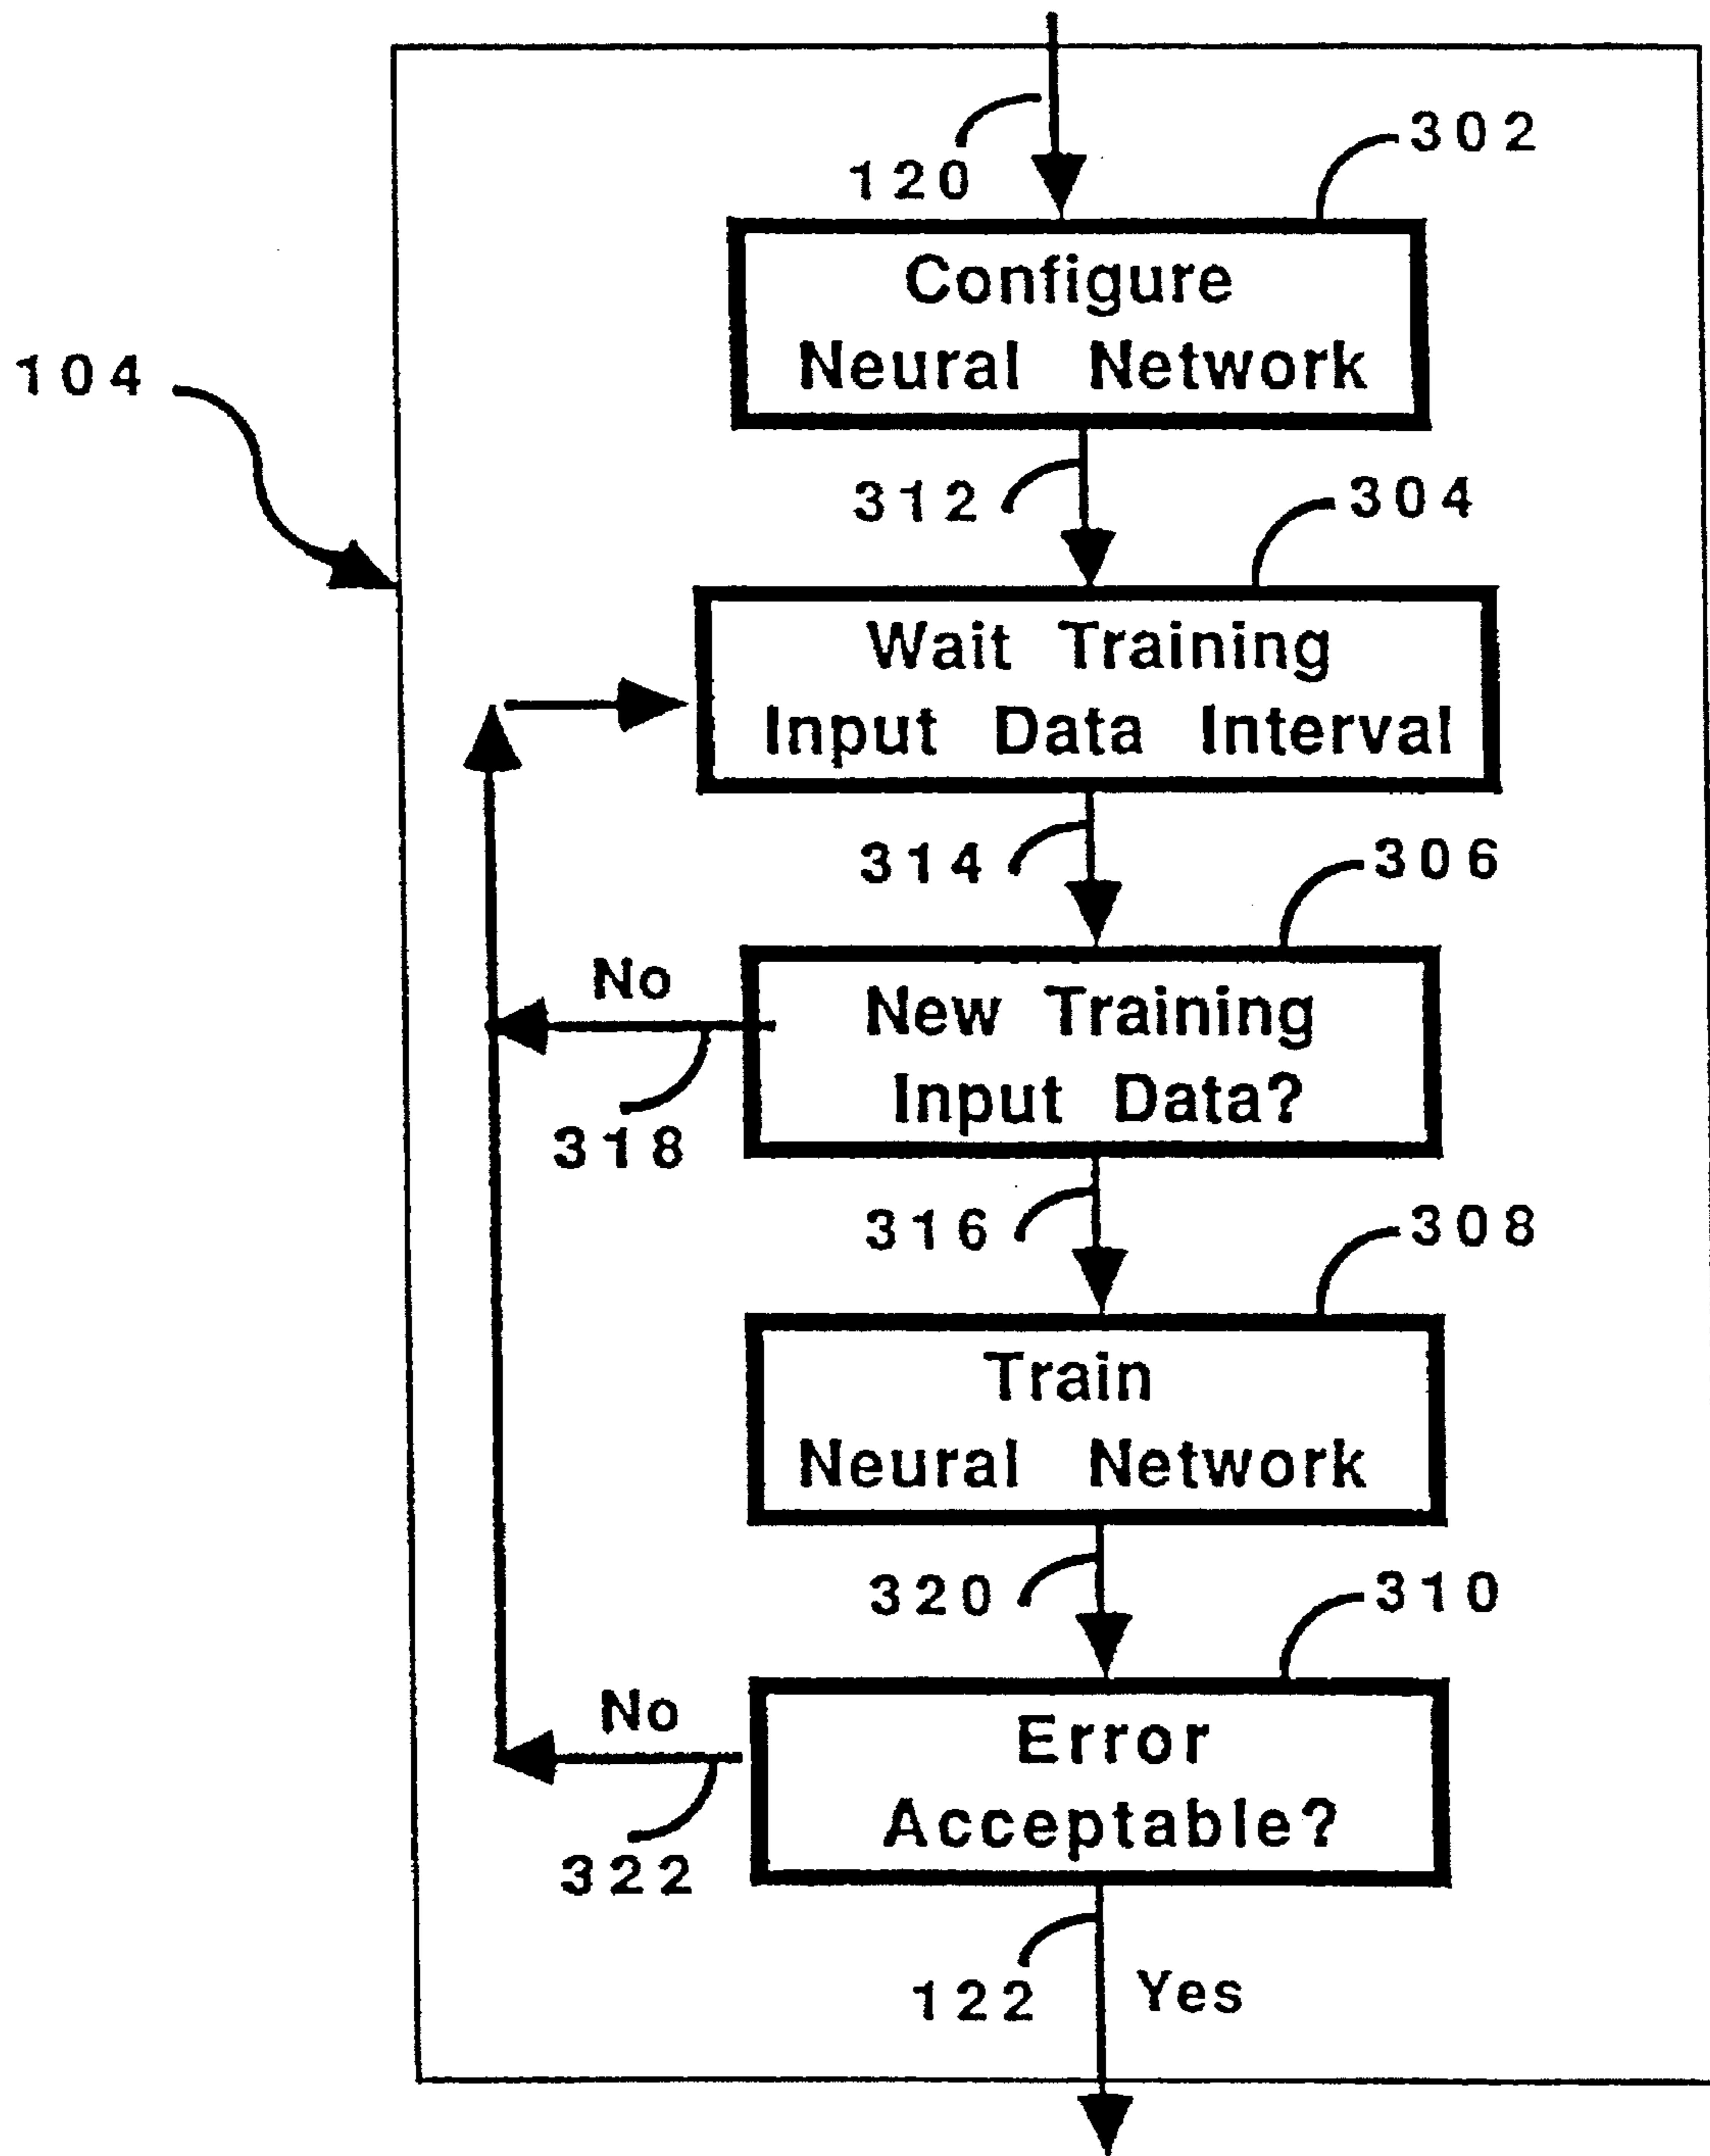 120
302
Configure
Neural Network
104
312
304
Wait Training
Input Data Interval
314
306
No
New Training
Input Data?
318
316
308
Train
Neural Network
320
310
No
Error
Acceptable?
322
122
Yes